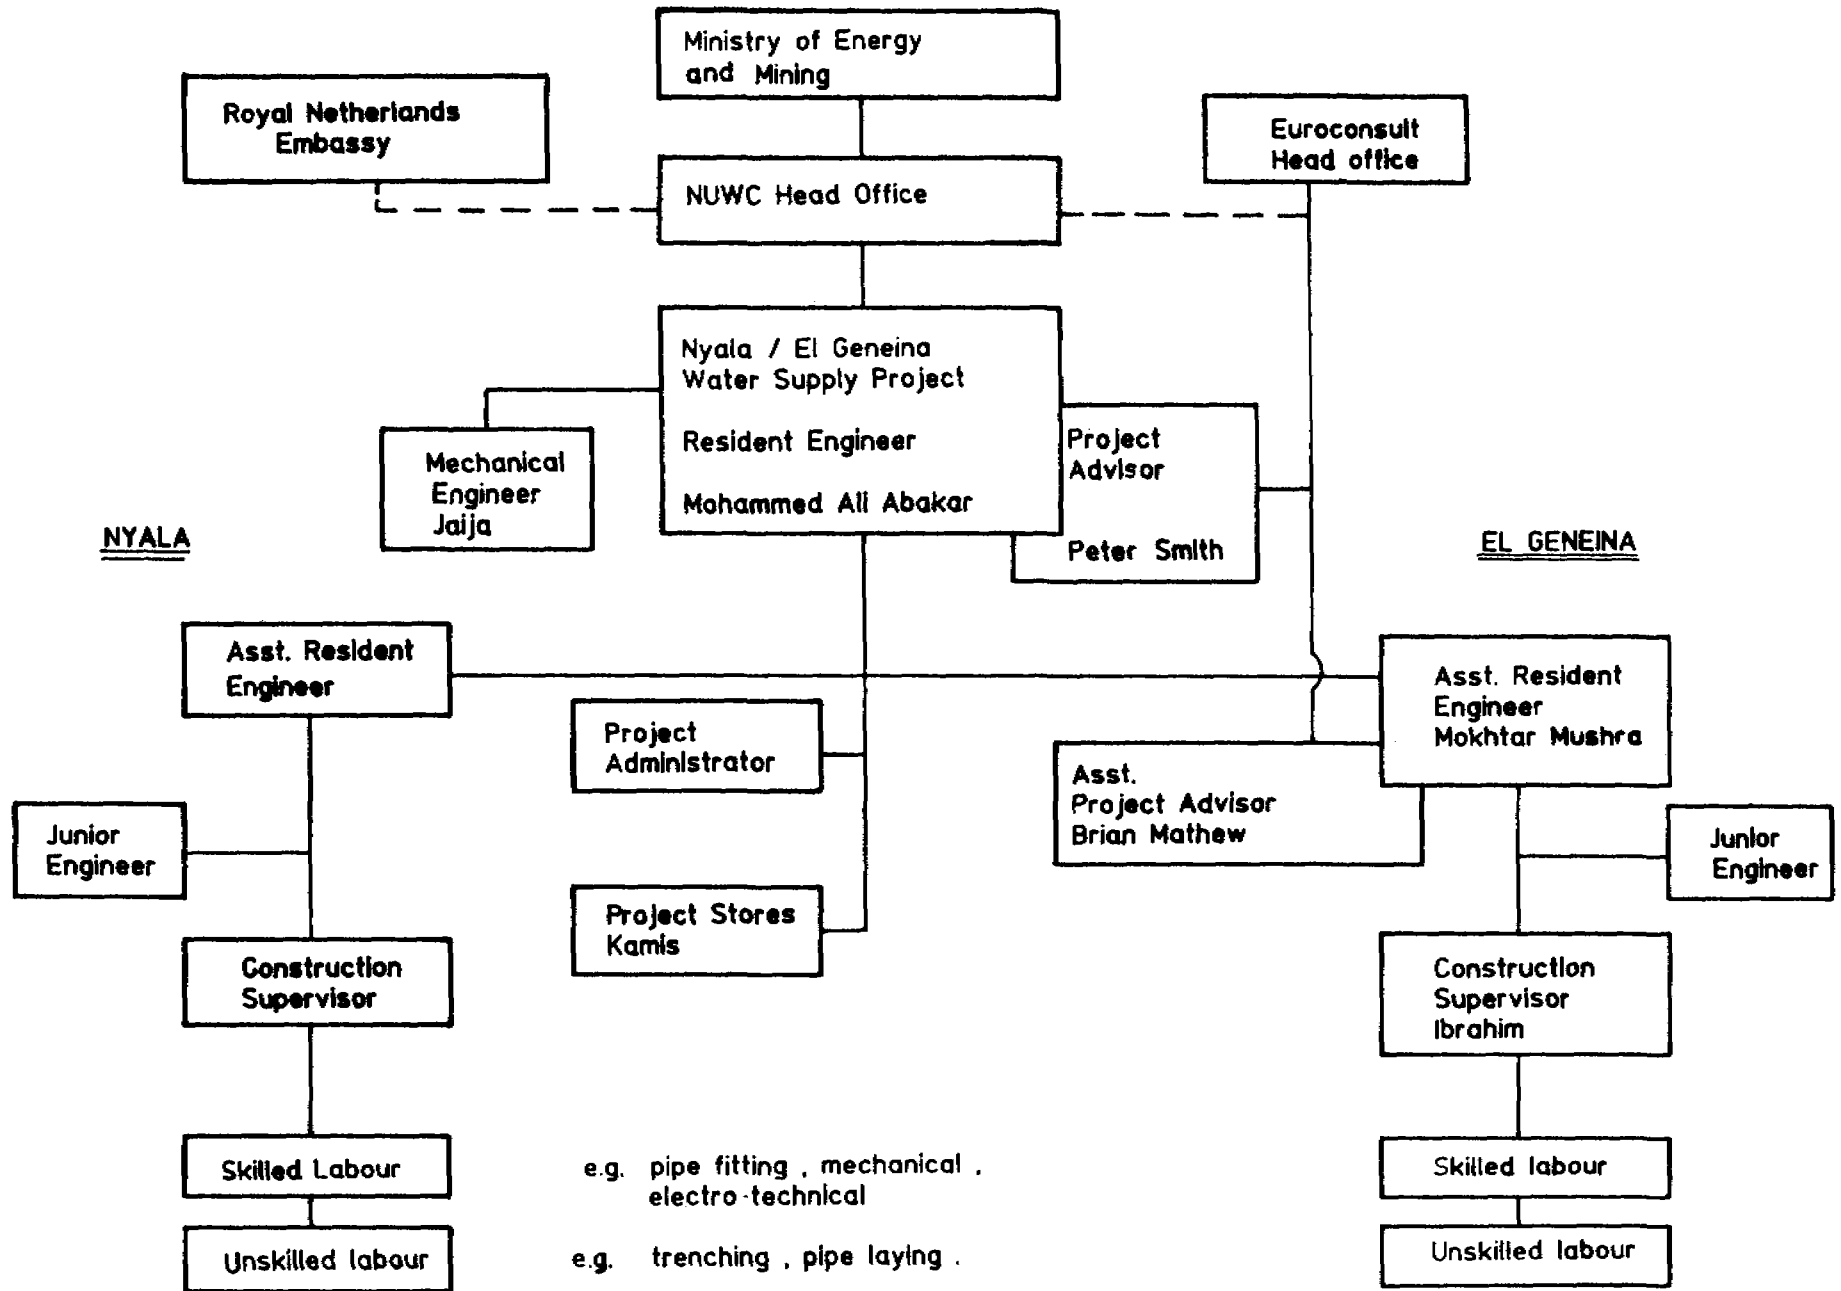 Ministry of Energy
and Mining
Royal Netherlands
Embassy
Euroconsult
Head office
NUWC Head Office
Nyala / El Geneina
Water Supply Project
Resident Engineer
Mohammed Ali Abakar
Project
Advisor
Peter Smith
Mechanical
Engineer
Jaija
NYALA
EL GENEINA
Asst. Resident
Engineer
Asst. Resident
Engineer
Mokhtar Mushra
Project
Administrator
Asst.
Project Advisor
Brian Mathew
Junior
Engineer
Junior
Engineer
Project Stores
Kamis
Construction
Supervisor
Construction
Supervisor
Ibrahim
Skilled Labour
e.g. pipe fitting , mechanical ,
electro-technical
Skilled labour
Unskilled labour
e.g. trenching , pipe laying .
Unskilled labour